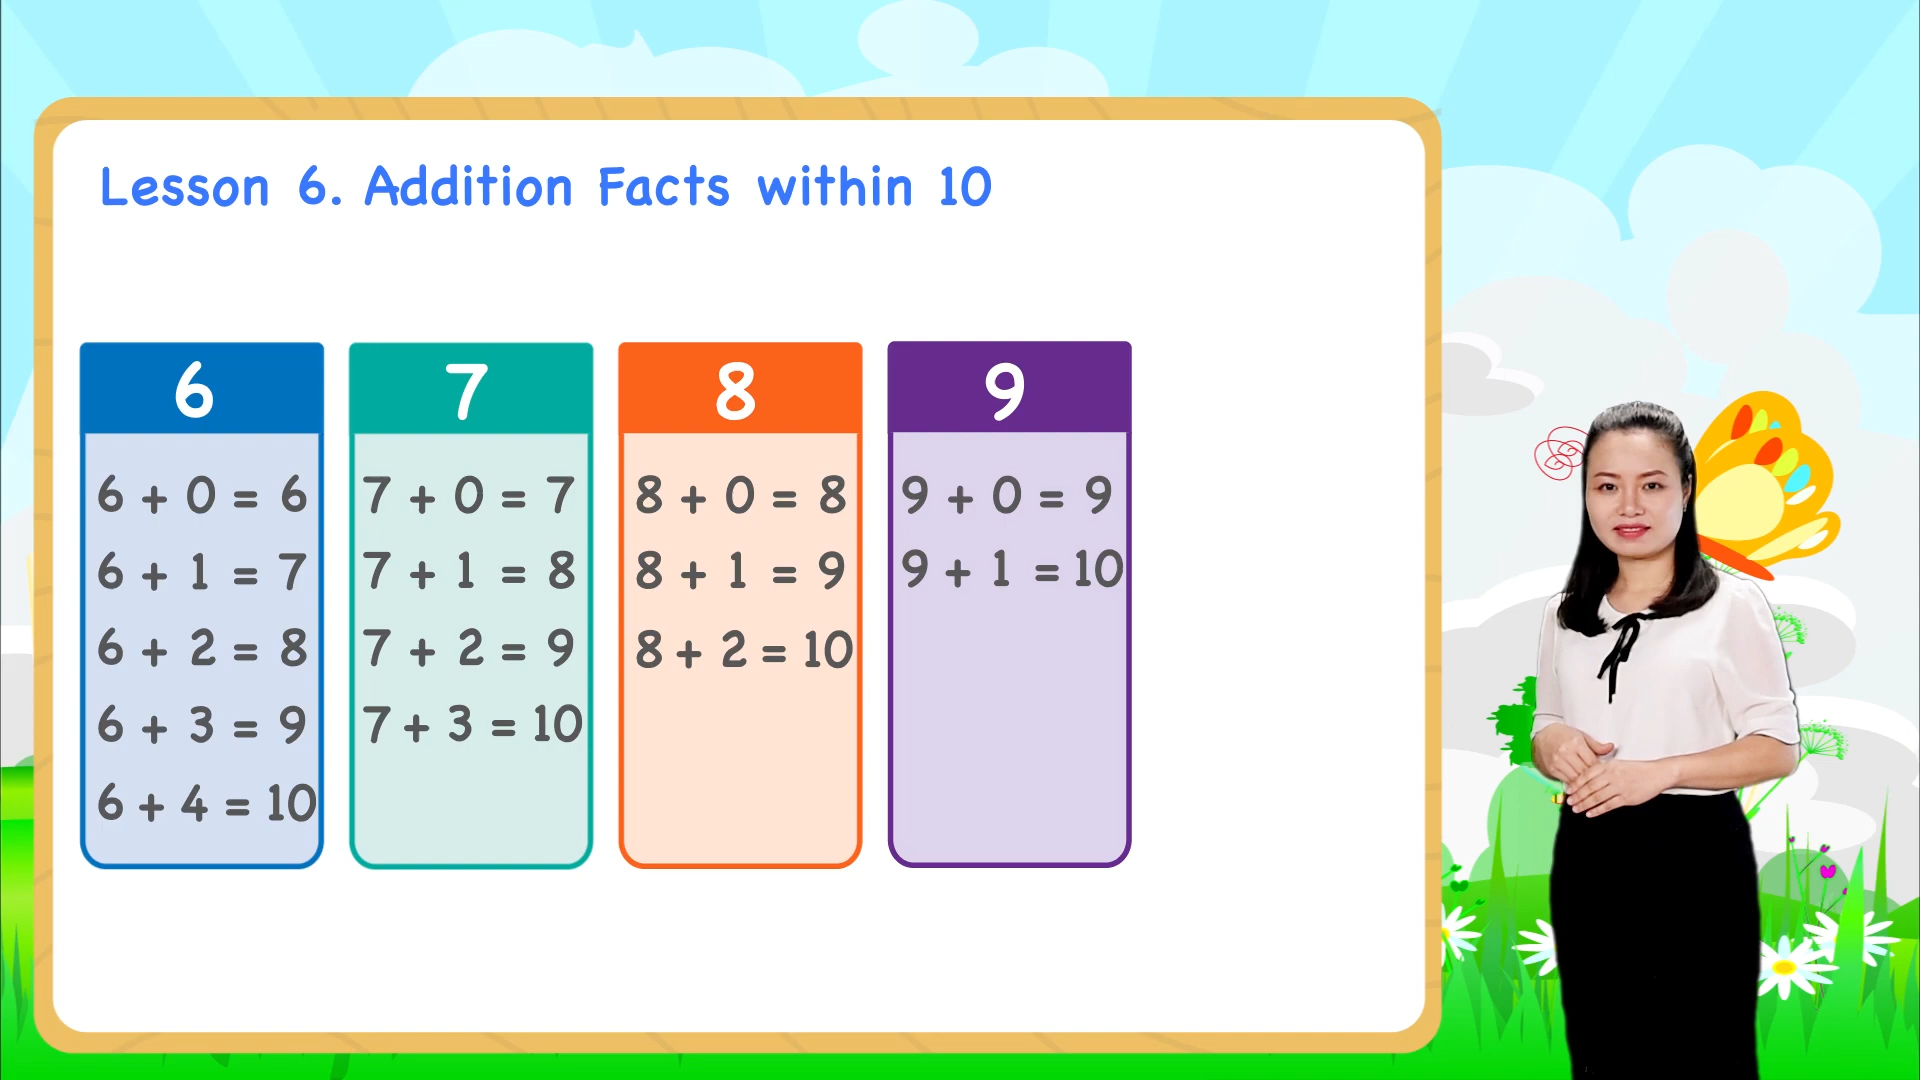 Lesson 6. Addition Facts within 10
6
6 + 0 = 6
6 + 1 = 7
6 + 2 = 8
6 + 3 = 9
6 + 4 = 10
7
7 + 0 = 7
7 + 1 = 8
7 + 2 = 9
7 + 3 = 10
8
8 + 0 = 8
8 + 1 = 9
8 + 2 = 10
9
9 + 0 = 9
9 + 1 = 10